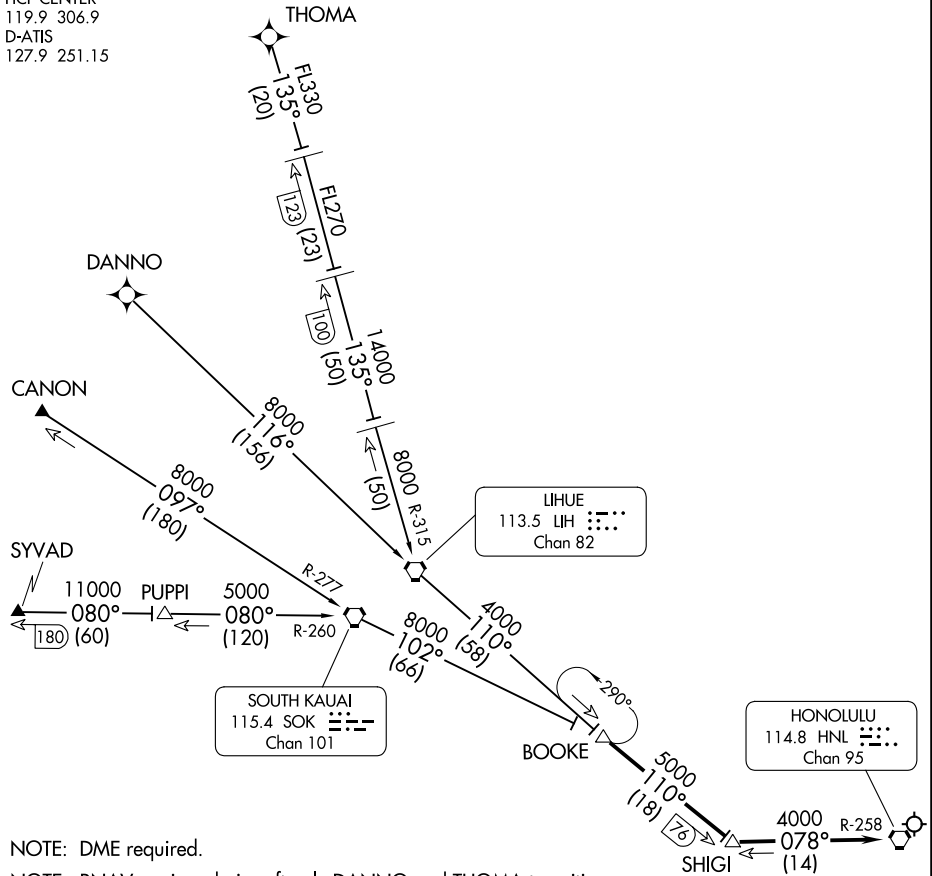 119.9 306.9
D-ATIS
127.9 251.15
THOMA
FL330
135°
(20)
123
FL270
(23)
100
14000
135°
(50)
8000 R-315
(50)
DANNO
8000
116°
(156)
CANON
8000
097°
(180)
R-277
SYVAD
11000
080°
180 (60)
PUPPI
5000
080°
(120)
R-260
LIHUE
113.5 LIH
Chan 82
SOUTH KAUAI
115.4 SOK
Chan 101
8000
102°
(66)
4000
110°
(58)
290°
BOOKE
5000
110°
(18)
76
SHIGI
HONOLULU
114.8 HNL
Chan 95
4000
078°
(14)
R-258
NOTE: DME required.